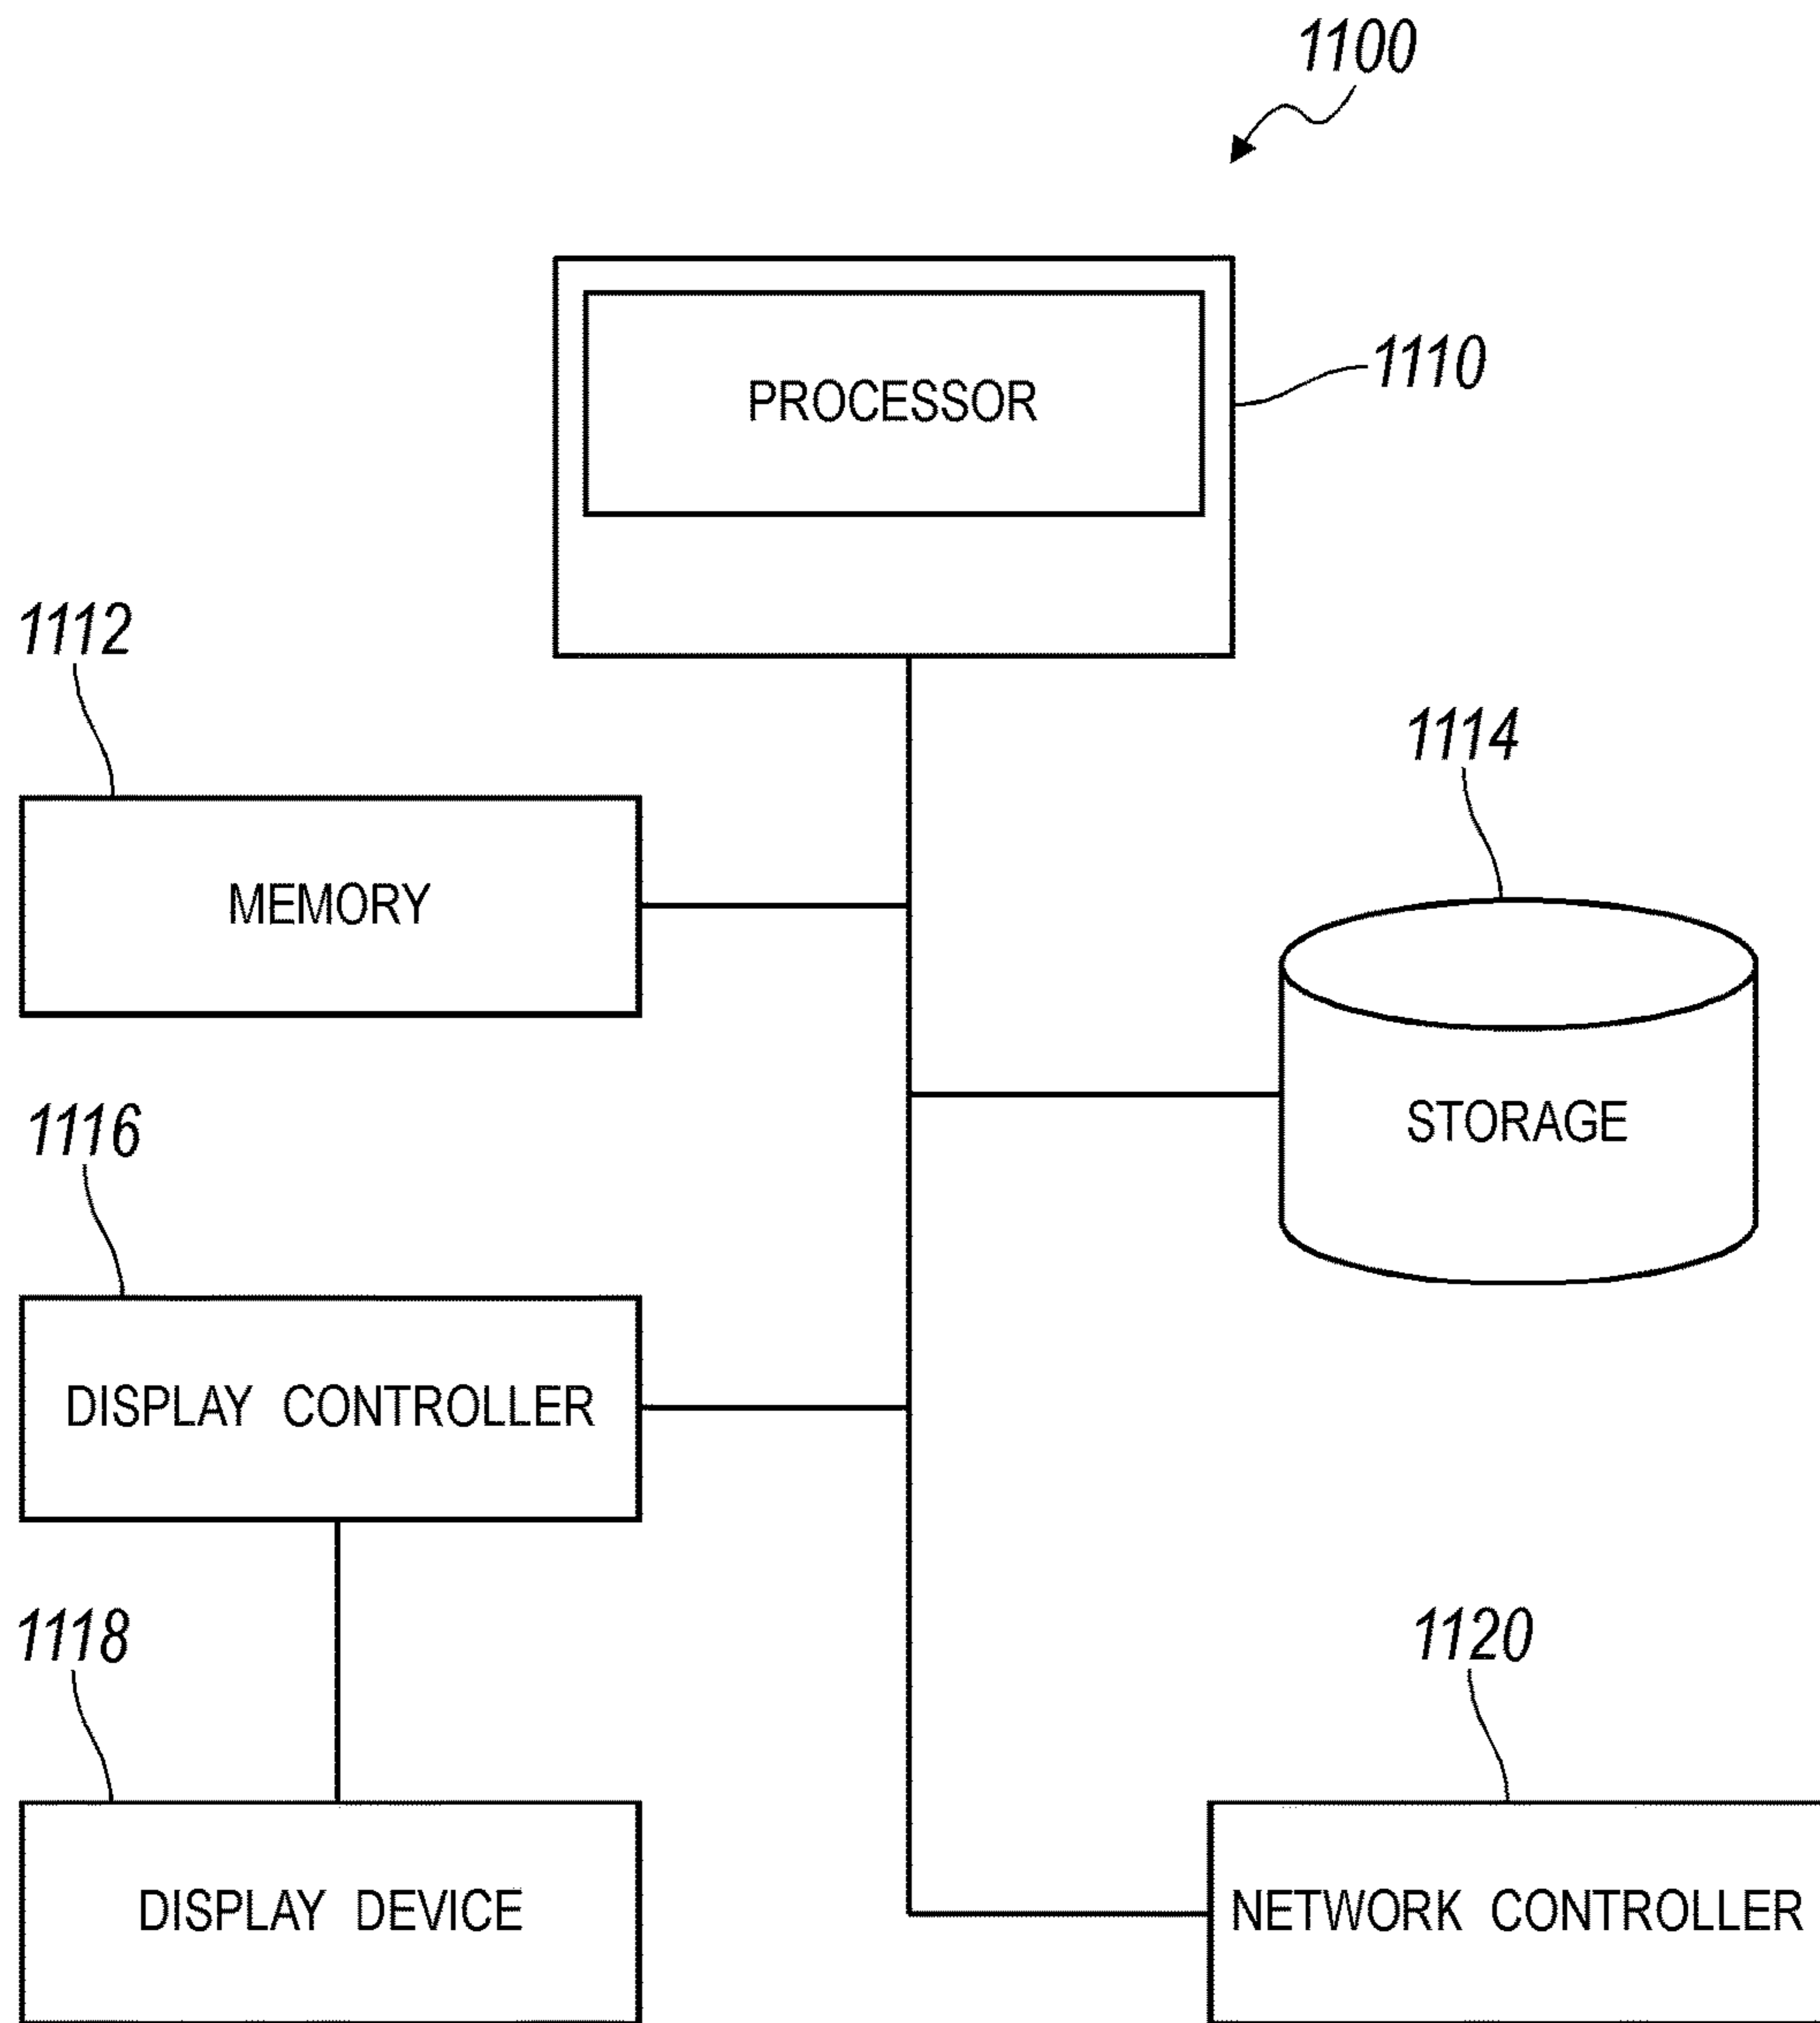 1100
PROCESSOR
1110
1112
MEMORY
1114
STORAGE
1116
DISPLAY CONTROLLER
1118
DISPLAY DEVICE
1120
NETWORK CONTROLLER